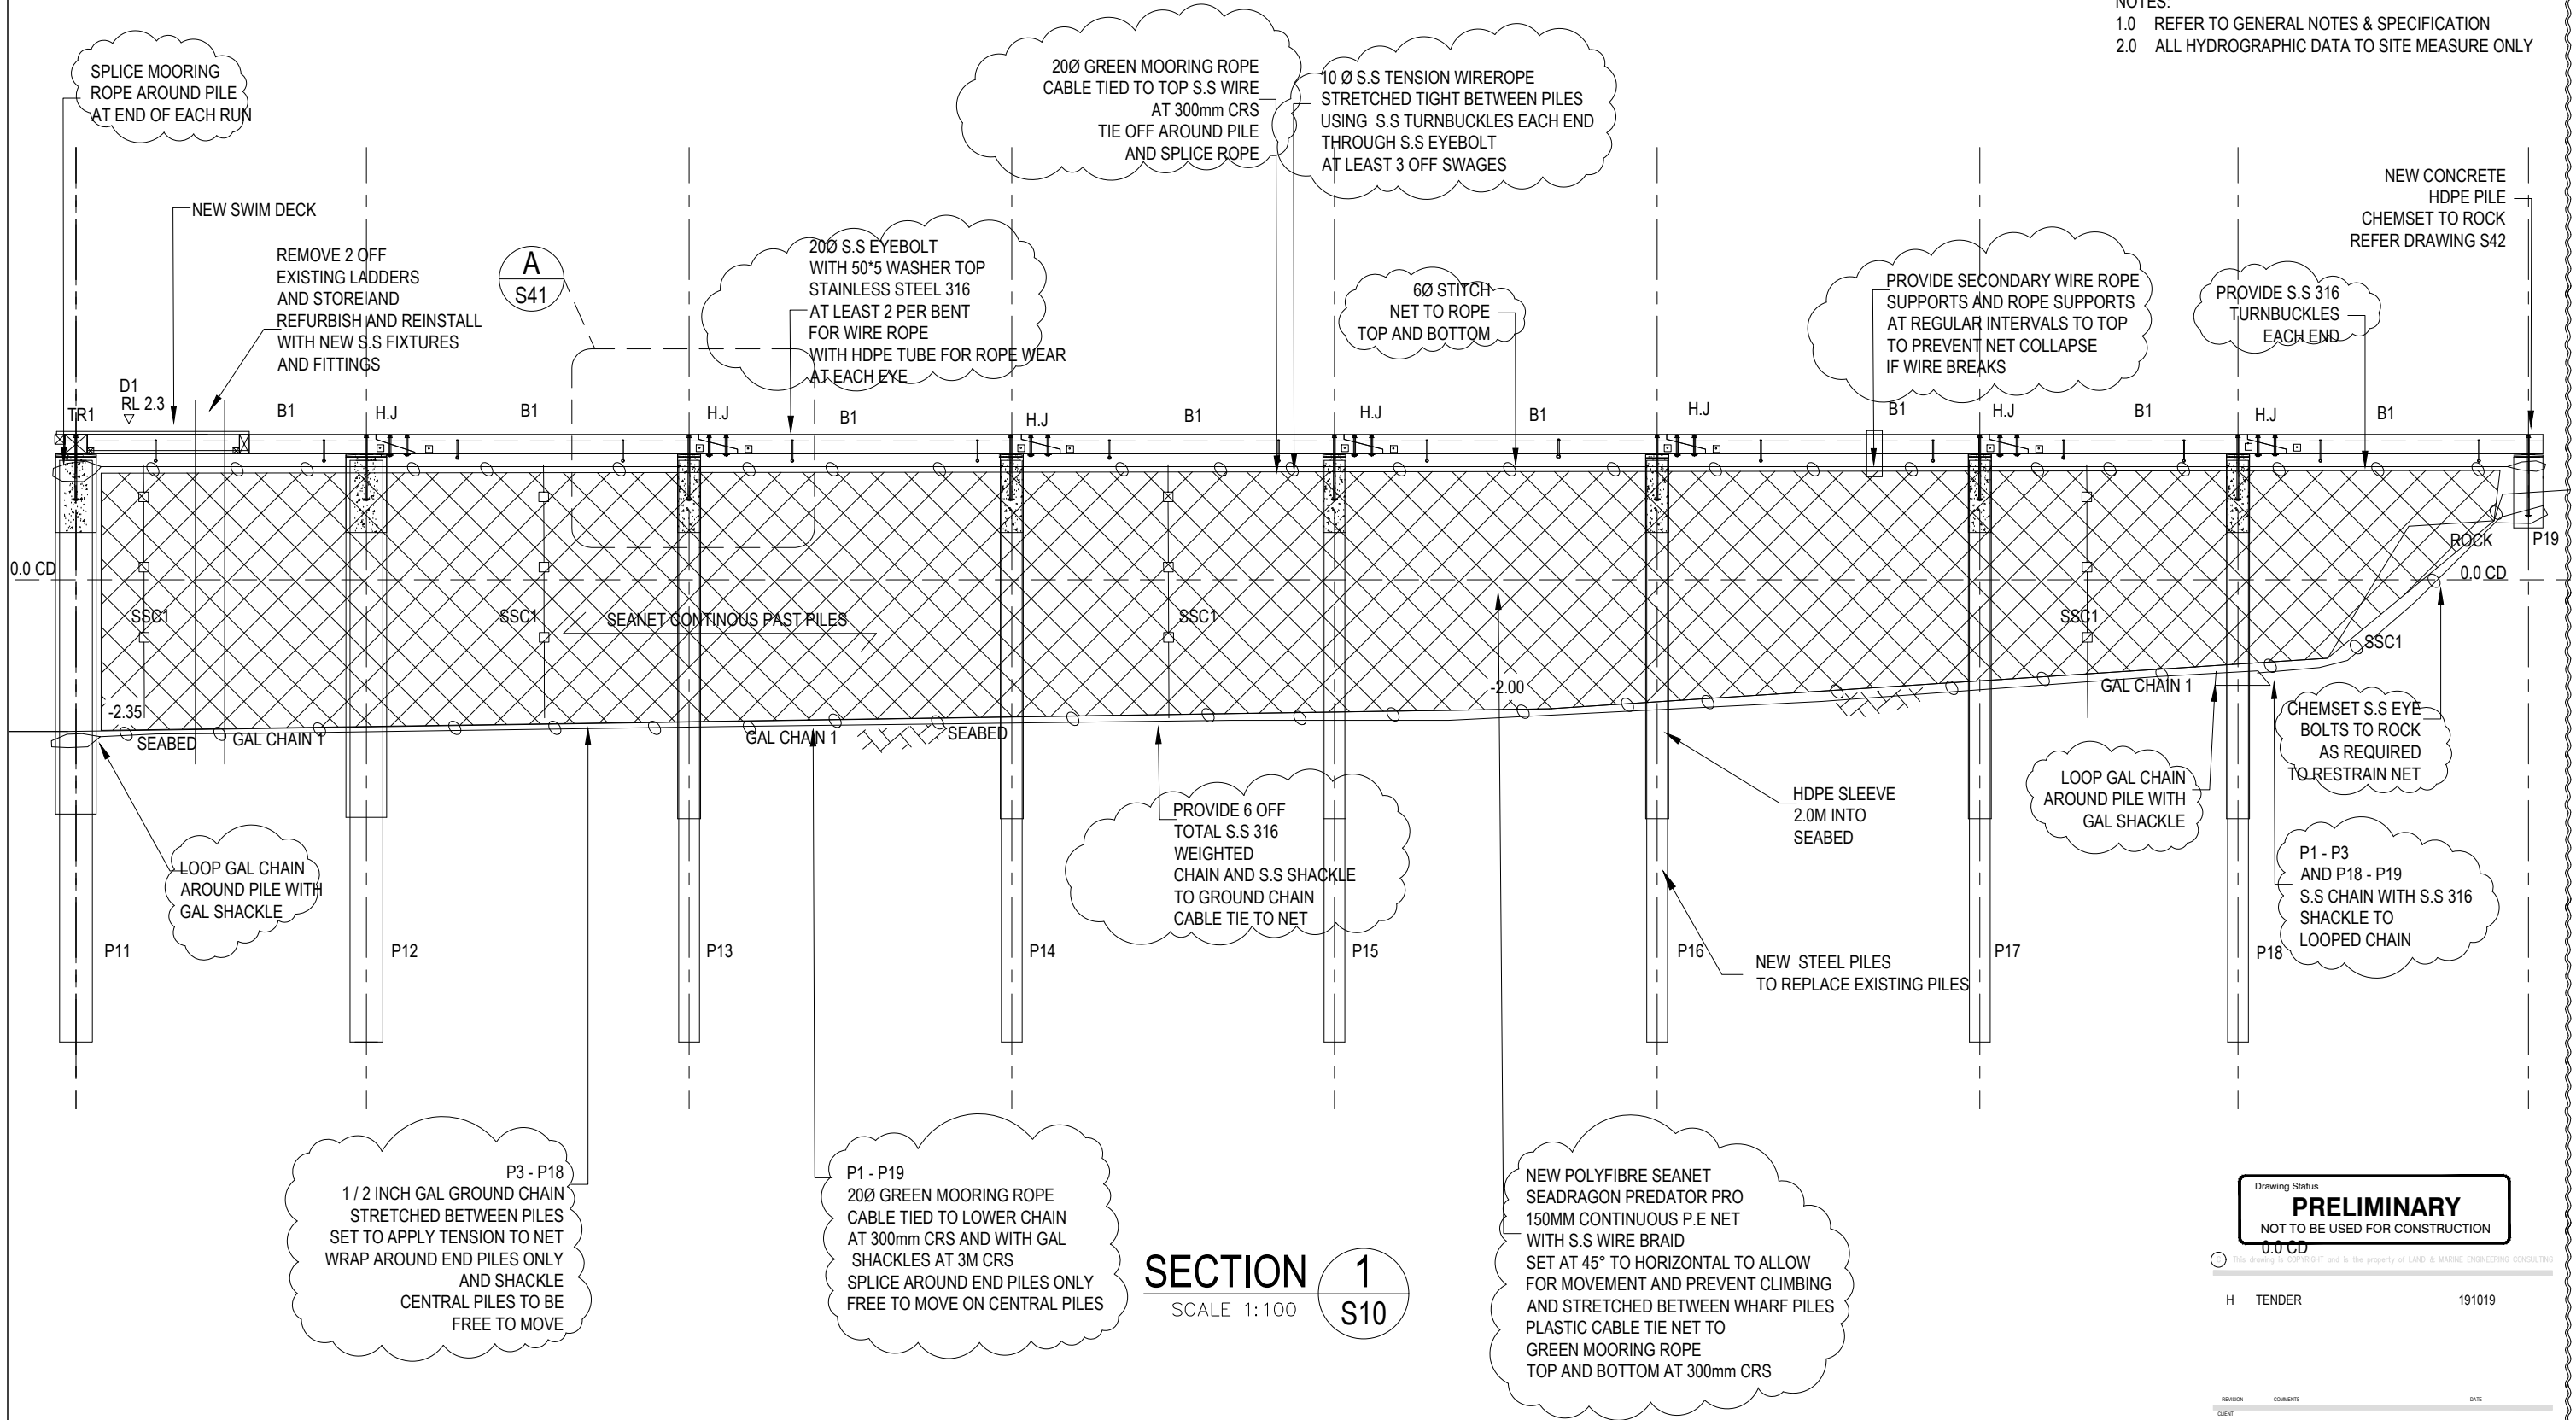 NOTES:
1.0 REFER TO GENERAL NOTES & SPECIFICATION
2.0 ALL HYDROGRAPHIC DATA TO SITE MEASURE ONLY
SPLICE MOORING
ROPE AROUND PILE
AT END OF EACH RUN
20Ø GREEN MOORING ROPE
CABLE TIED TO TOP S.S WIRE
AT 300mm CRS
TIE OFF AROUND PILE
AND SPLICE ROPE
10 Ø S.S TENSION WIREROPE
STRETCHED TIGHT BETWEEN PILES
USING S.S TURNBUCKLES EACH END
THROUGH S.S EYEBOLT
AT LEAST 3 OFF SWAGES
NEW CONCRETE
HDPE PILE
CHEMSET TO ROCK
REFER DRAWING S42
NEW SWIM DECK
REMOVE 2 OFF
EXISTING LADDERS
AND STORE AND
REFURBISH AND REINSTALL
WITH NEW S.S FIXTURES
AND FITTINGS
A
S41
20Ø S.S EYEBOLT
WITH 50*5 WASHER TOP
STAINLESS STEEL 316
AT LEAST 2 PER BENT
FOR WIRE ROPE
WITH HDPE TUBE FOR ROPE WEAR
AT EACH EYE
6Ø STITCH
NET TO ROPE
TOP AND BOTTOM
PROVIDE SECONDARY WIRE ROPE
SUPPORTS AND ROPE SUPPORTS
AT REGULAR INTERVALS TO TOP
TO PREVENT NET COLLAPSE
IF WIRE BREAKS
PROVIDE S.S 316
TURNBUCKLES
EACH END
TR1
D1
RL 2.3
B1
H.J
B1
H.J
B1
H.J
B1
H.J
B1
H.J
B1
H.J
B1
H.J
B1
0.0 CD
ROCK
P19
0.0 CD
SSC1
SSC1
SEANET CONTINOUS PAST PILES
SSC1
SSC1
SSC1
-2.35
-2.00
SEABED
GAL CHAIN 1
GAL CHAIN 1
SEABED
GAL CHAIN 1
CHEMSET S.S EYE
BOLTS TO ROCK
AS REQUIRED
TO RESTRAIN NET
LOOP GAL CHAIN
AROUND PILE WITH
GAL SHACKLE
PROVIDE 6 OFF
TOTAL S.S 316
WEIGHTED
CHAIN AND S.S SHACKLE
TO GROUND CHAIN
CABLE TIE TO NET
HDPE SLEEVE
2.0M INTO
SEABED
LOOP GAL CHAIN
AROUND PILE WITH
GAL SHACKLE
P1 - P3
AND P18 - P19
S.S CHAIN WITH S.S 316
SHACKLE TO
LOOPED CHAIN
P11
P12
P13
P14
P15
P16
P17
P18
NEW STEEL PILES
TO REPLACE EXISTING PILES
P3 - P18
1 / 2 INCH GAL GROUND CHAIN
STRETCHED BETWEEN PILES
SET TO APPLY TENSION TO NET
WRAP AROUND END PILES ONLY
AND SHACKLE
CENTRAL PILES TO BE
FREE TO MOVE
P1 - P19
20Ø GREEN MOORING ROPE
CABLE TIED TO LOWER CHAIN
AT 300mm CRS AND WITH GAL
SHACKLES AT 3M CRS
SPLICE AROUND END PILES ONLY
FREE TO MOVE ON CENTRAL PILES
SECTION
SCALE 1:100
1
S10
NEW POLYFIBRE SEANET
SEADRAGON PREDATOR PRO
150MM CONTINUOUS P.E NET
WITH S.S WIRE BRAID
SET AT 45° TO HORIZONTAL TO ALLOW
FOR MOVEMENT AND PREVENT CLIMBING
AND STRETCHED BETWEEN WHARF PILES
PLASTIC CABLE TIE NET TO
GREEN MOORING ROPE
TOP AND BOTTOM AT 300mm CRS
Drawing Status
PRELIMINARY
NOT TO BE USED FOR CONSTRUCTION
0.0 CD
This drawing is COPYRIGHT and is the property of LAND & MARINE ENGINEERING CONSULTING
H TENDER 191019
REVISION COMMENTS DATE
CLIENT